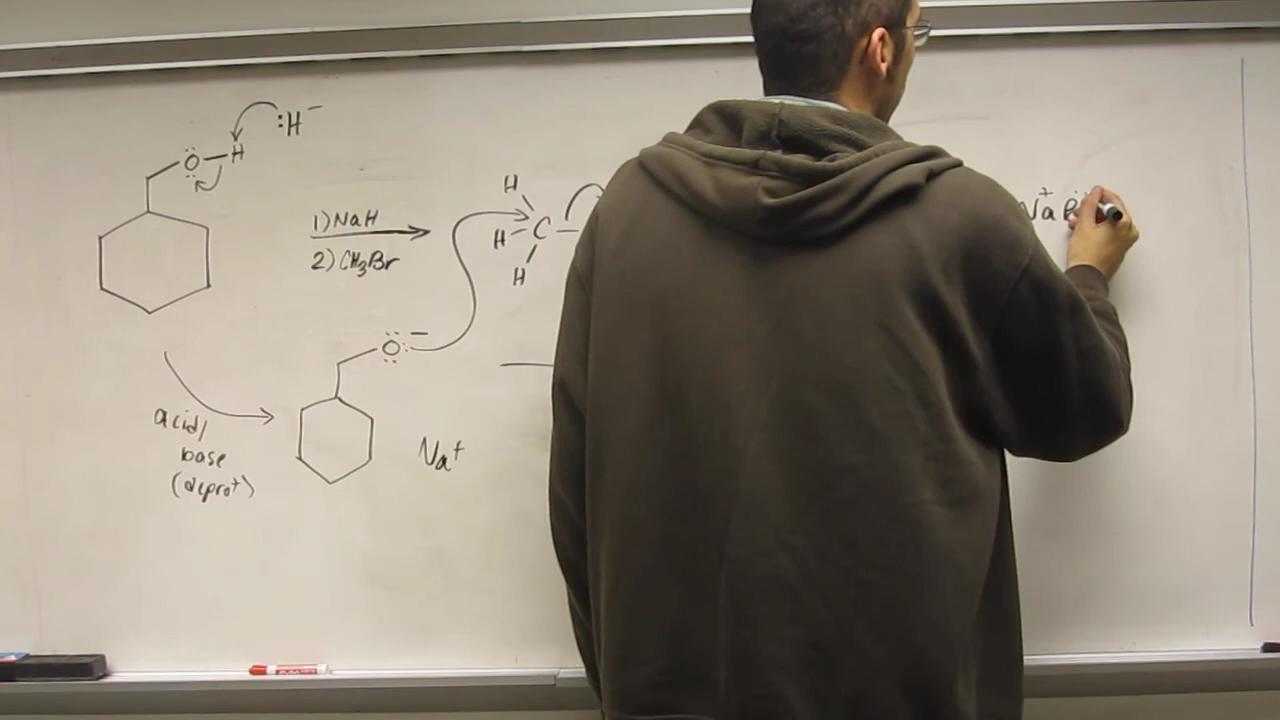 :H⁻
O-H
1) NaH
2) CH₃Br
H
H-C-
H
O⁻
Na⁺
acid/
base
(deprot)
Na⁺